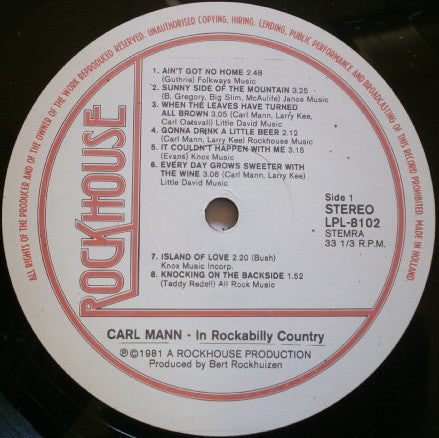 ALL RIGHTS OF THE PRODUCER AND OF THE OWNER OF THE WORK REPRODUCED RESERVED. UNAUTHORISED COPYING, HIRING, LENDING, PUBLIC PERFORMANCE AND BROADCASTING OF THIS RECORD PROHIBITED. MADE IN HOLLAND
ROCKHOUSE
1. AIN'T GOT NO HOME 2.48
(Guthrie) Folkways Music
2. SUNNY SIDE OF THE MOUNTAIN 3.25
(B. Gregory, Big Slim, McAulife) Janos Music
3. WHEN THE LEAVES HAVE TURNED
ALL BROWN 3.05 (Carl Mann, Larry Kee,
Carl Oatsvall) Little David Music
4. GONNA DRINK A LITTLE BEER 2.12
(Carl Mann, Larry Kee) Rockhouse Music
5. IT COULDN'T HAPPEN WITH ME 3.15
(Evans) Knox Music
6. EVERY DAY GROWS SWEETER WITH
THE WINE 3.08 (Carl Mann, Larry Kee)
Little David Music
Side 1
STEREO
LPL-8102
STEMRA
33 1/3 R.P.M.
7. ISLAND OF LOVE 2.20 (Bush)
Knox Music Incorp.
8. KNOCKING ON THE BACKSIDE 1.52
(Teddy Redell) All Rock Music
CARL MANN - In Rockabilly Country
Ⓟ©1981 A ROCKHOUSE PRODUCTION
Produced by Bert Rockhuizen